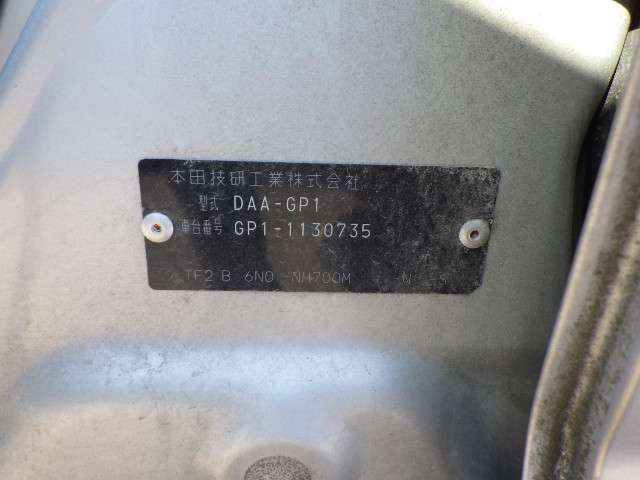 本田技研工業株式会社
型式 DAA-GP1
車台番号 GP1-1130735
TF2 B 6N0 -NH700M N